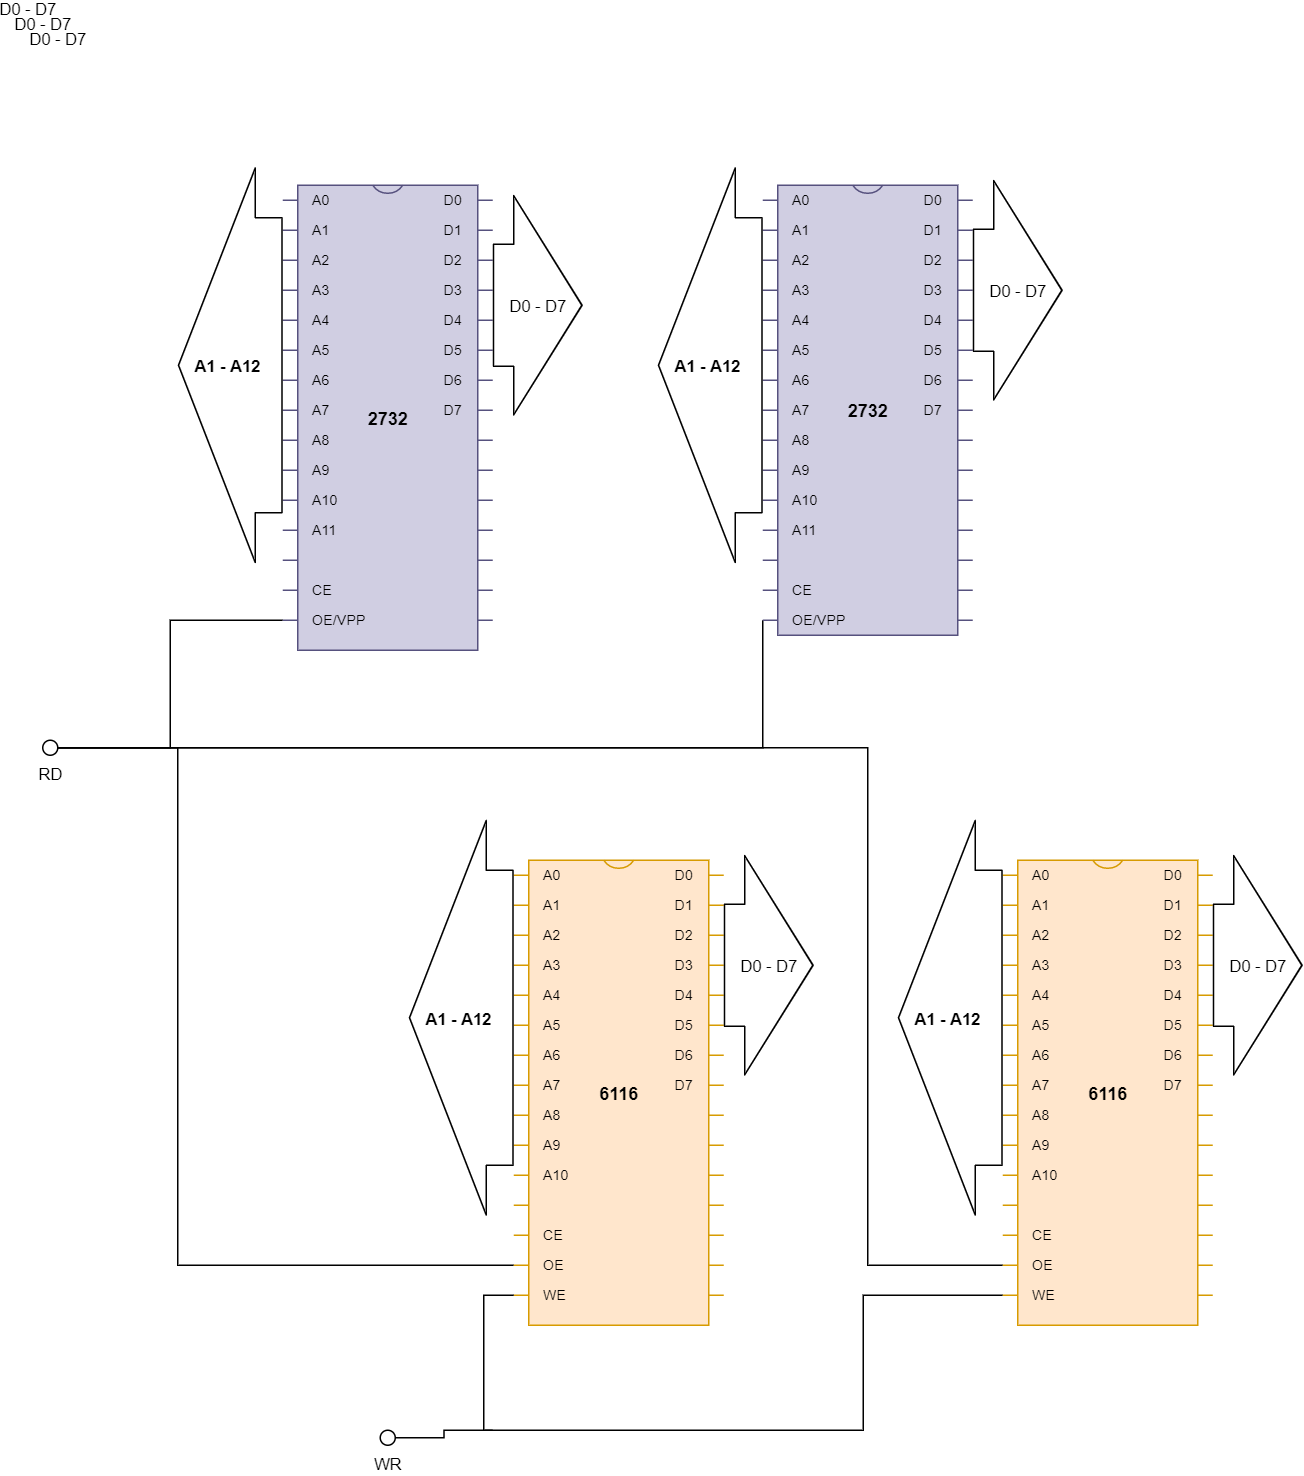 D0 - D7
D0 - D7
D0 - D7
A1 - A12
A0
A1
A2
A3
A4
A5
A6
A7
A8
A9
A10
A11
CE
OE/VPP
2732
D0
D1
D2
D3
D4
D5
D6
D7
D0 - D7
A1 - A12
A0
A1
A2
A3
A4
A5
A6
A7
A8
A9
A10
A11
CE
OE/VPP
2732
D0
D1
D2
D3
D4
D5
D6
D7
D0 - D7
RD
A1 - A12
A0
A1
A2
A3
A4
A5
A6
A7
A8
A9
A10
CE
OE
WE
6116
D0
D1
D2
D3
D4
D5
D6
D7
D0 - D7
A1 - A12
A0
A1
A2
A3
A4
A5
A6
A7
A8
A9
A10
CE
OE
WE
6116
D0
D1
D2
D3
D4
D5
D6
D7
D0 - D7
WR